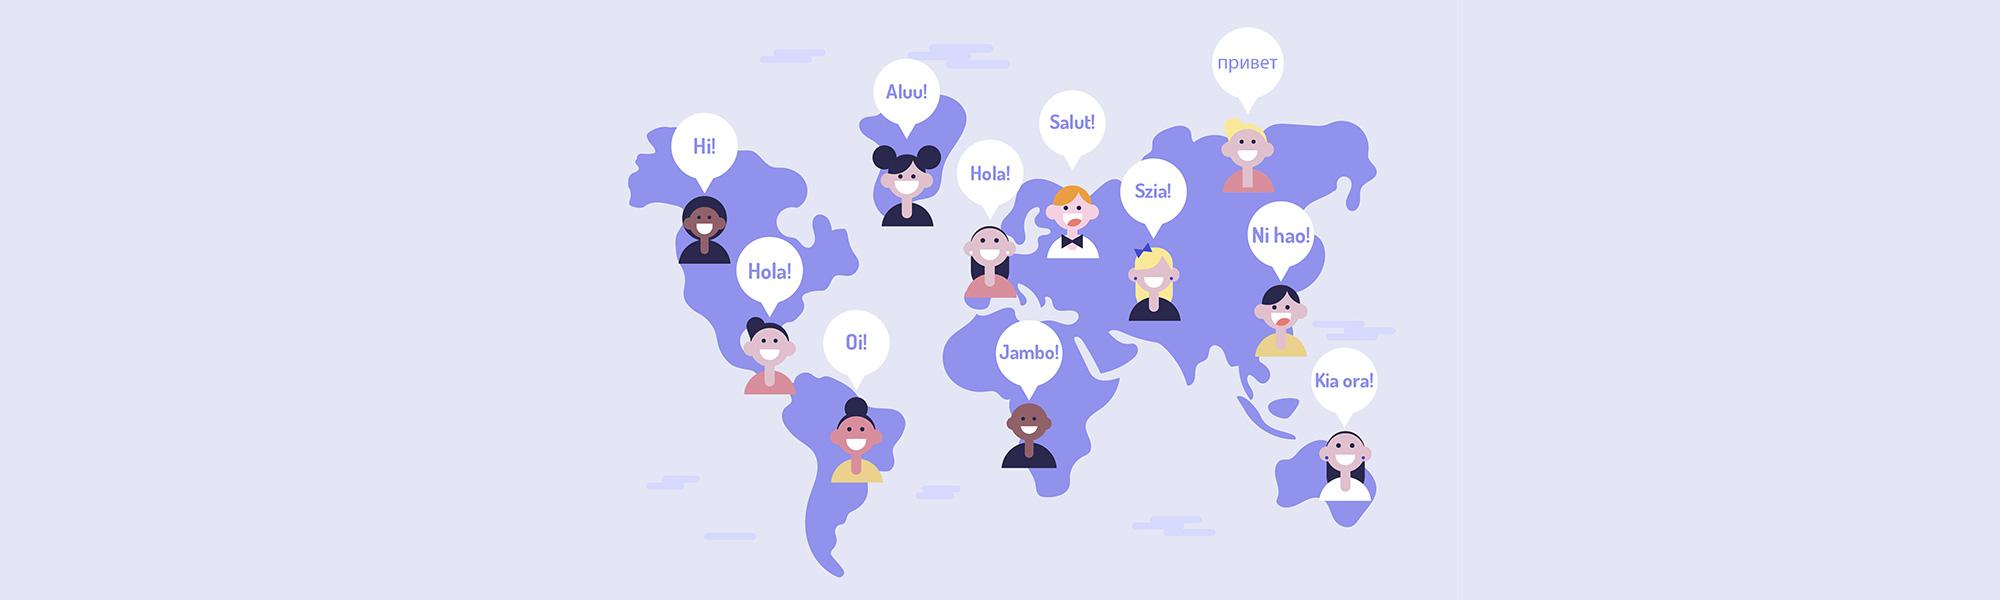 привет
Aluu!
Salut!
Hi!
Hola!
Szia!
Ni hao!
Hola!
Oi!
Jambo!
Kia ora!